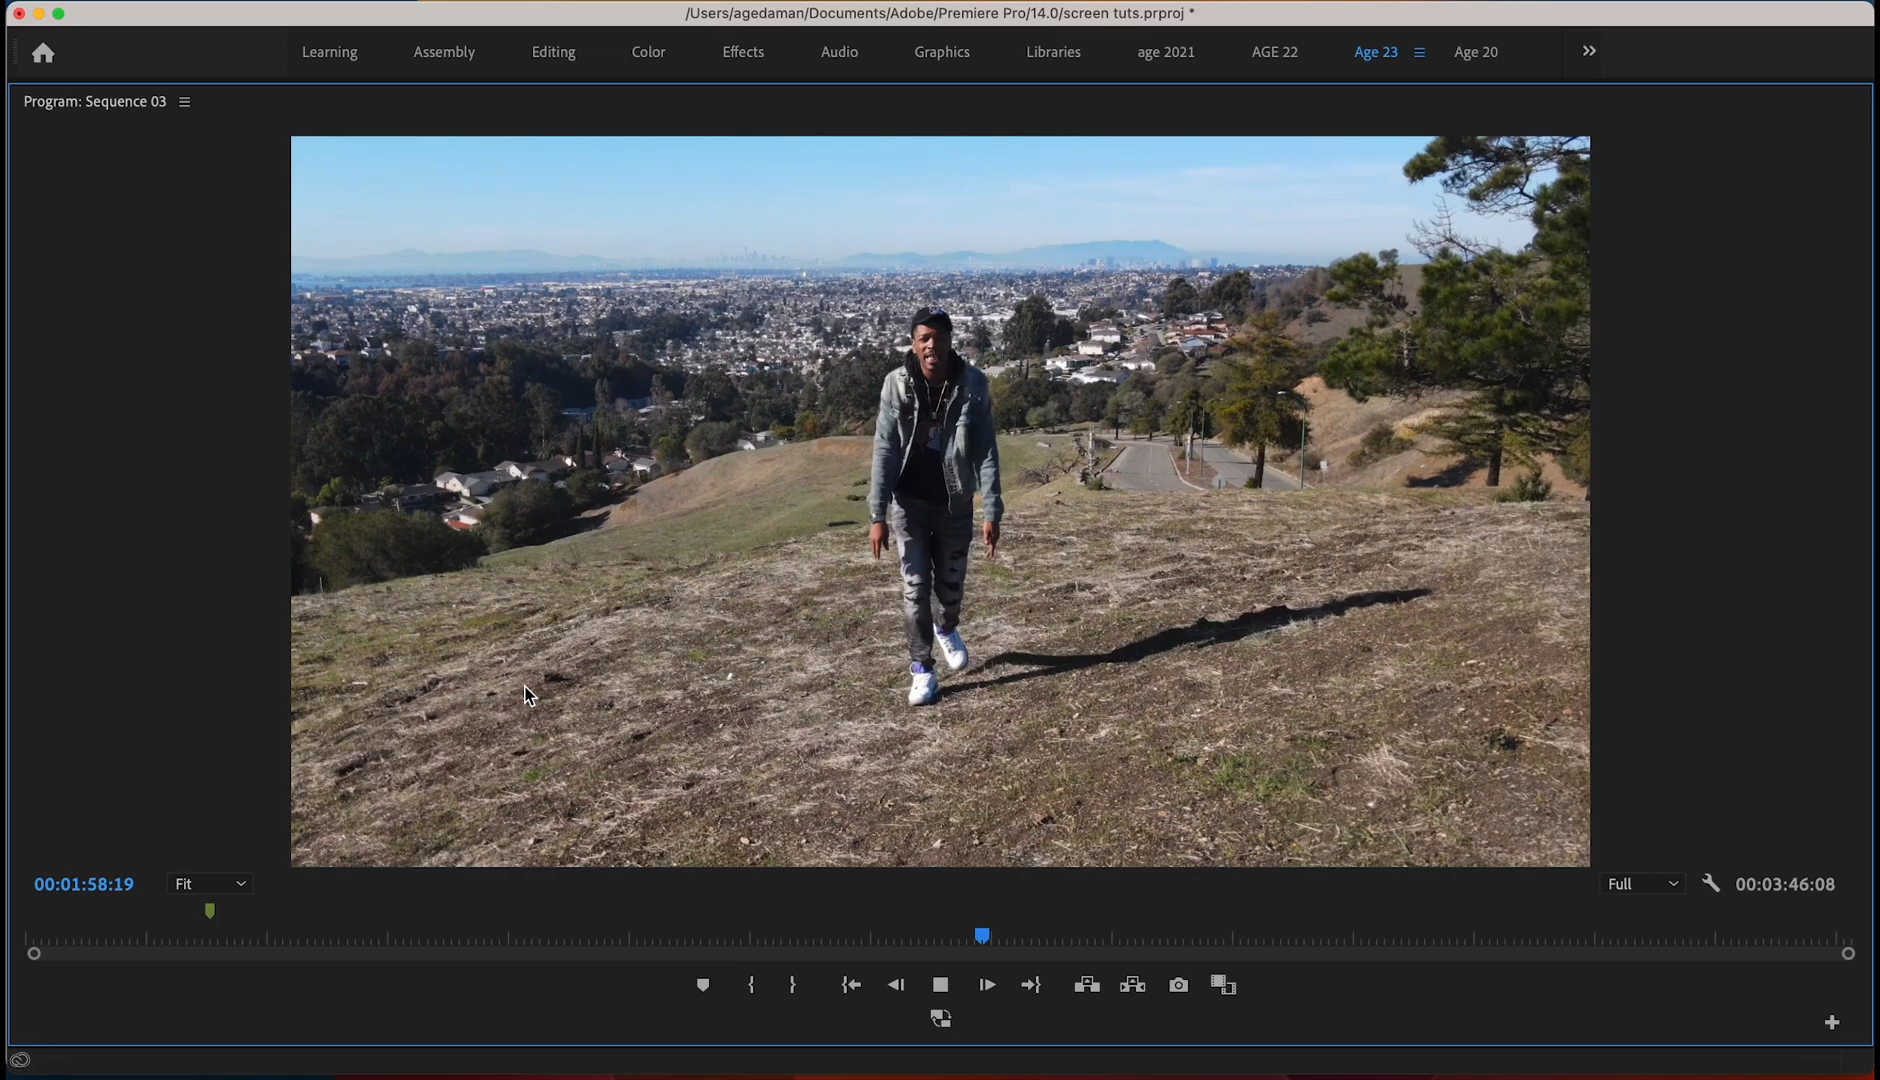 /Users/agedaman/Documents/Adobe/Premiere Pro/14.0/screen tuts.prproj *
Learning Assembly Editing Color Effects Audio Graphics Libraries age 2021 AGE 22 Age 23 Age 20
Program: Sequence 03
00:01:58:19 Fit Full 00:03:46:08